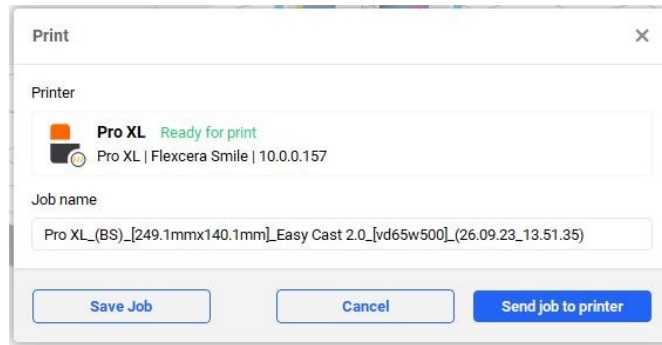 Print
Printer
Pro XL Ready for print
Pro XL | Flexcera Smile | 10.0.0.157
Job name
Pro XL_(BS)_[249.1mmx140.1mm]_Easy Cast 2.0_[vd65w500]_(26.09.23_13.51.35)
Save Job Cancel Send job to printer